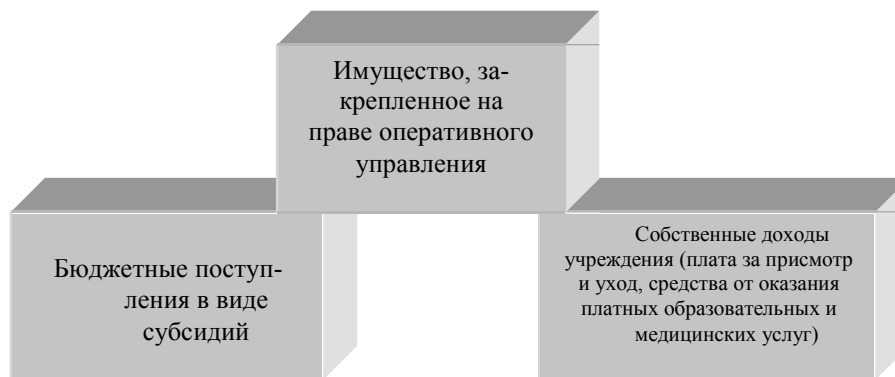 Имущество, за-
крепленное на
праве оперативного
управления
Бюджетные поступ-
ления в виде
субсидий
Собственные доходы
учреждения (плата за присмотр
и уход, средства от оказания
платных образовательных и
медицинских услуг)